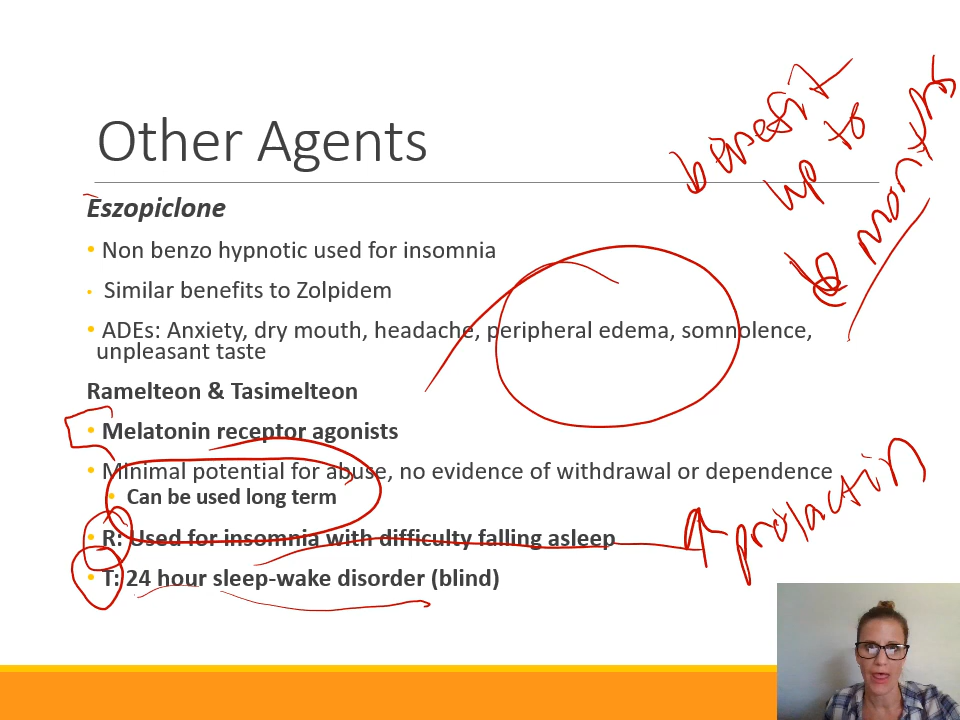 Other Agents
benefit
up to
6 months
Eszopiclone
• Non benzo hypnotic used for insomnia
• Similar benefits to Zolpidem
• ADEs: Anxiety, dry mouth, headache, peripheral edema, somnolence,
unpleasant taste
Ramelteon & Tasimelteon
• Melatonin receptor agonists
• Minimal potential for abuse, no evidence of withdrawal or dependence
• Can be used long term
• R: Used for insomnia with difficulty falling asleep
• T: 24 hour sleep-wake disorder (blind)
↑ prolactin